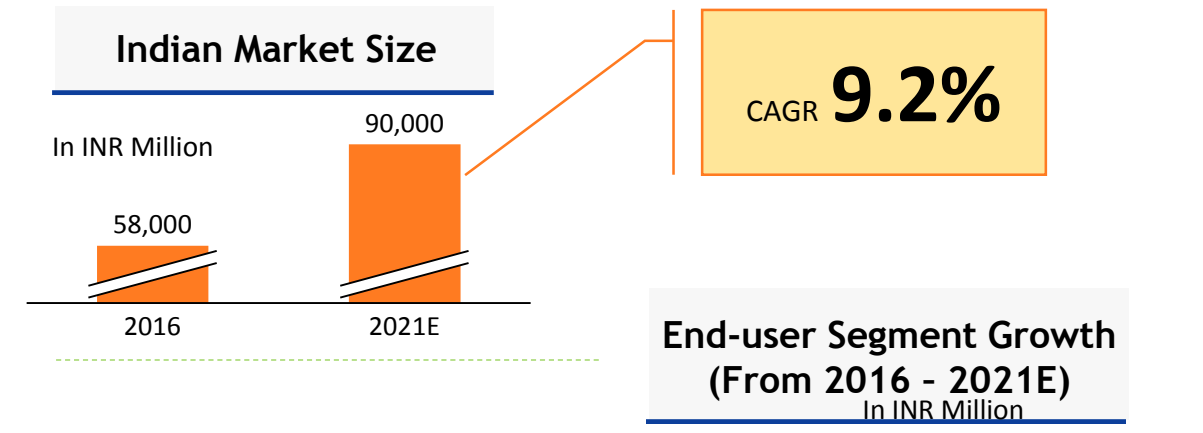 Indian Market Size
In INR Million
90,000
58,000
2016
2021E
CAGR 9.2%
End-user Segment Growth
(From 2016 – 2021E)
In INR Million